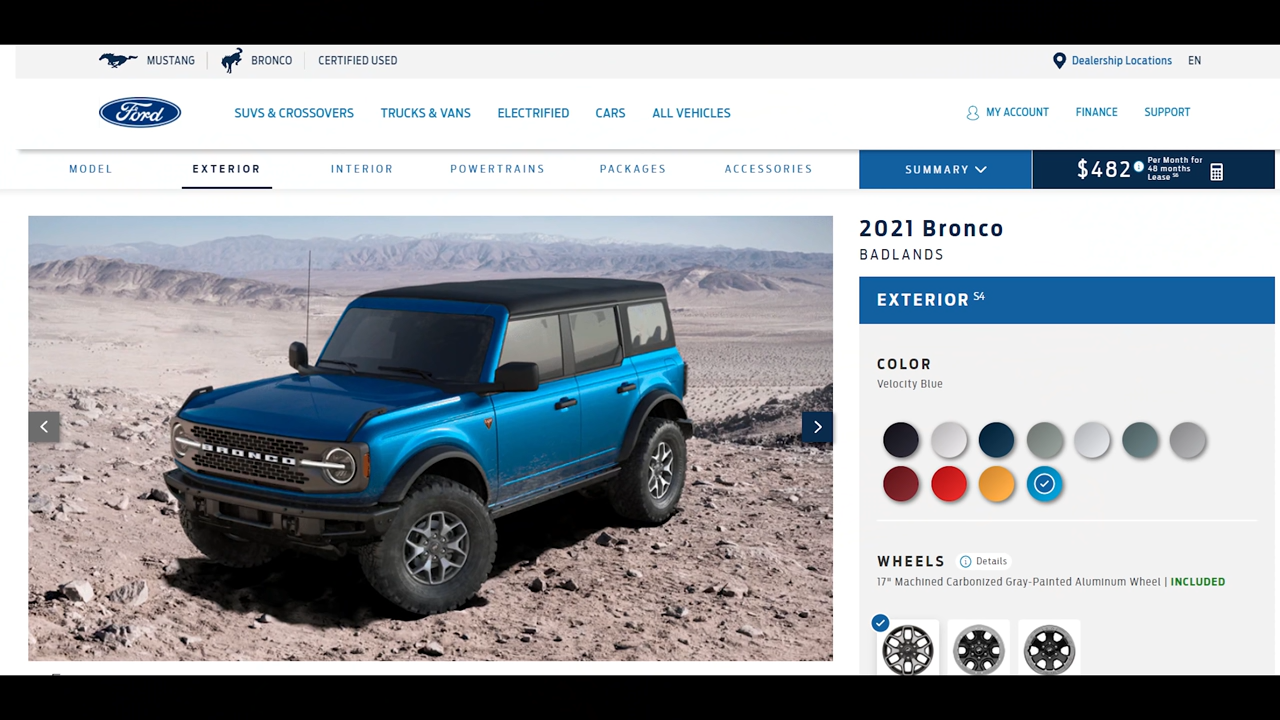 MUSTANG
BRONCO
CERTIFIED USED
Dealership Locations
EN
Ford
SUVS & CROSSOVERS
TRUCKS & VANS
ELECTRIFIED
CARS
ALL VEHICLES
MY ACCOUNT
FINANCE
SUPPORT
MODEL
EXTERIOR
INTERIOR
POWERTRAINS
PACKAGES
ACCESSORIES
SUMMARY
$482
Per Month for
48 months
Lease S6
BRONCO
2021 Bronco
BADLANDS
EXTERIOR S4
COLOR
Velocity Blue
WHEELS
Details
17" Machined Carbonized Gray-Painted Aluminum Wheel | INCLUDED